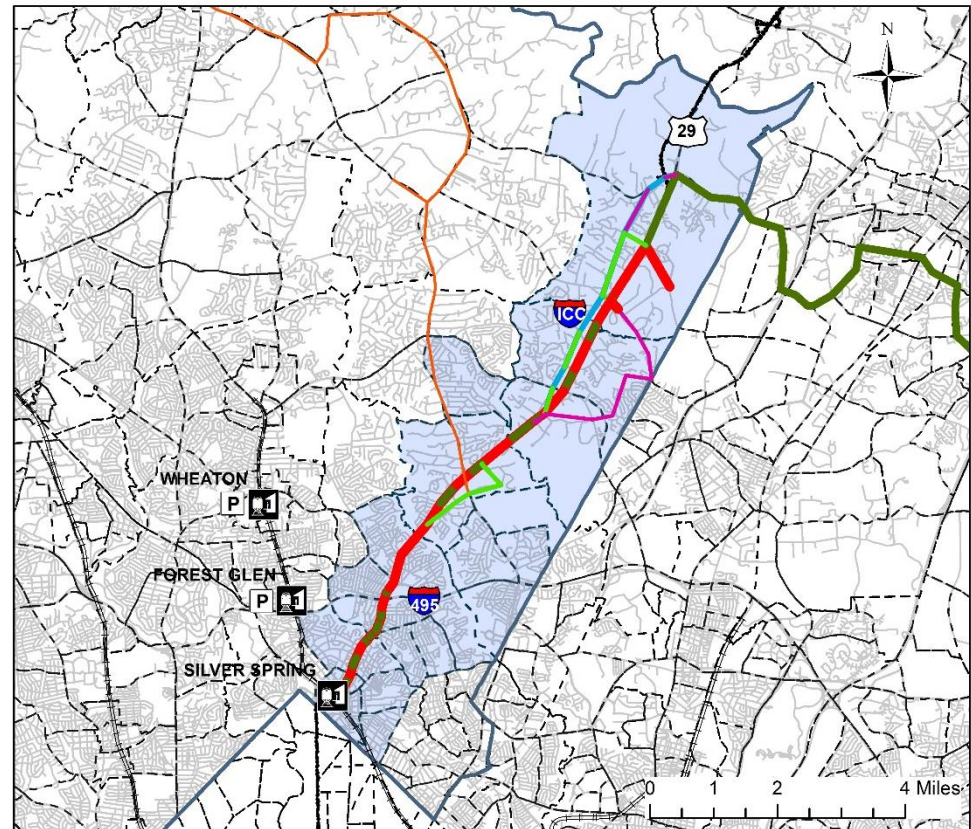 N
29
ICC
WHEATON
P
FOREST GLEN
P
495
SILVER SPRING
0 1 2 4 Miles